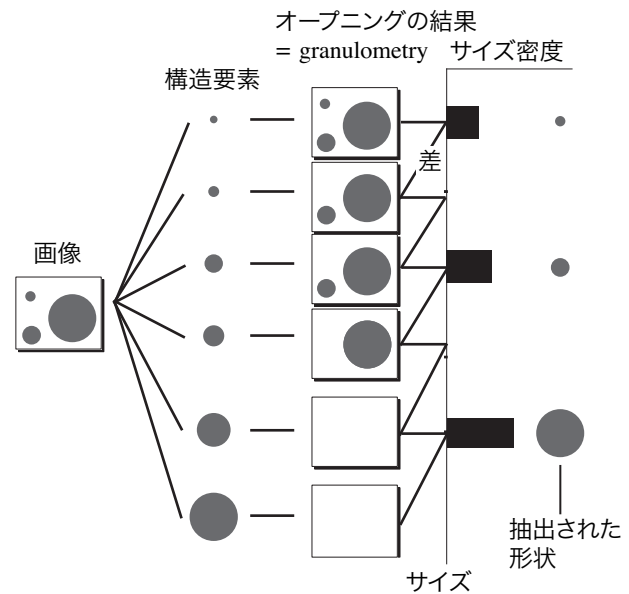 オープニングの結果
= granulometry
サイズ密度
構造要素
差
画像
抽出された
形状
サイズ